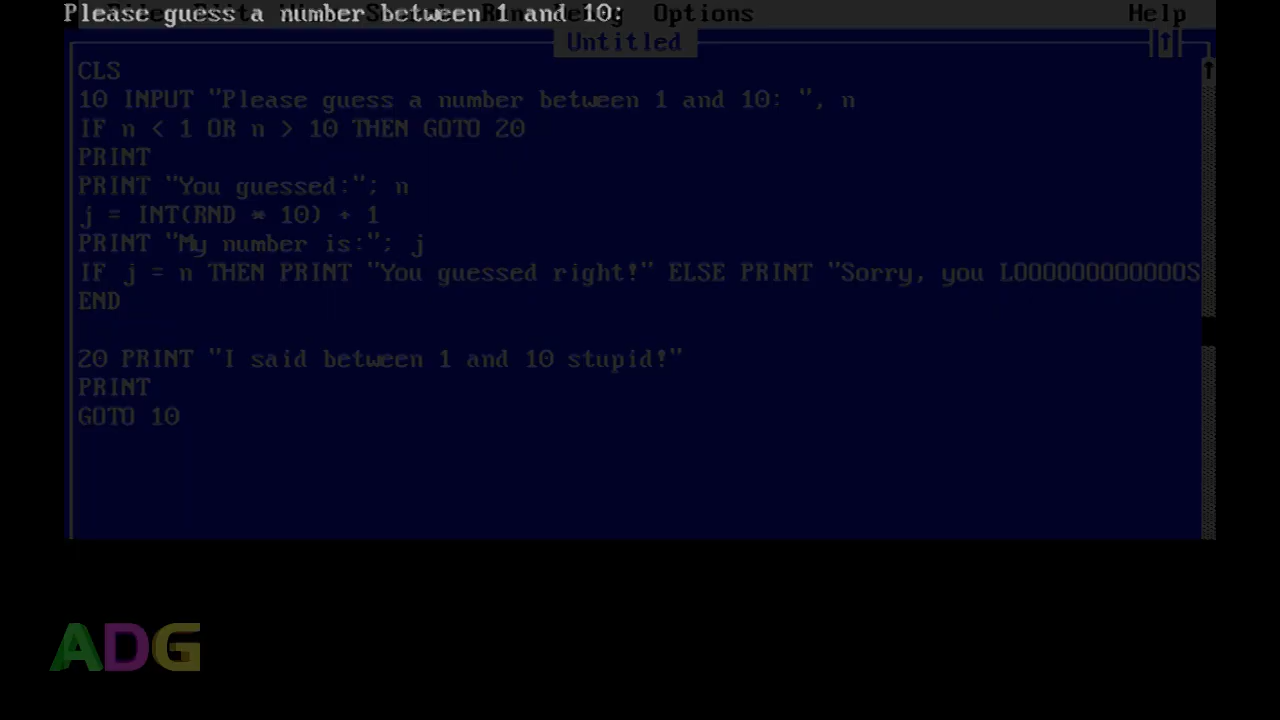 Please guess a number between 1 and 10:
Options Help
Untitled
CLS
10 INPUT "Please guess a number between 1 and 10: ", n
IF n < 1 OR n > 10 THEN GOTO 20
PRINT
PRINT "You guessed:"; n
j = INT(RND * 10) + 1
PRINT "My number is:"; j
IF j = n THEN PRINT "You guessed right!" ELSE PRINT "Sorry, you LOOOOOOOOOOOOS
END
20 PRINT "I said between 1 and 10 stupid!"
PRINT
GOTO 10
ADG